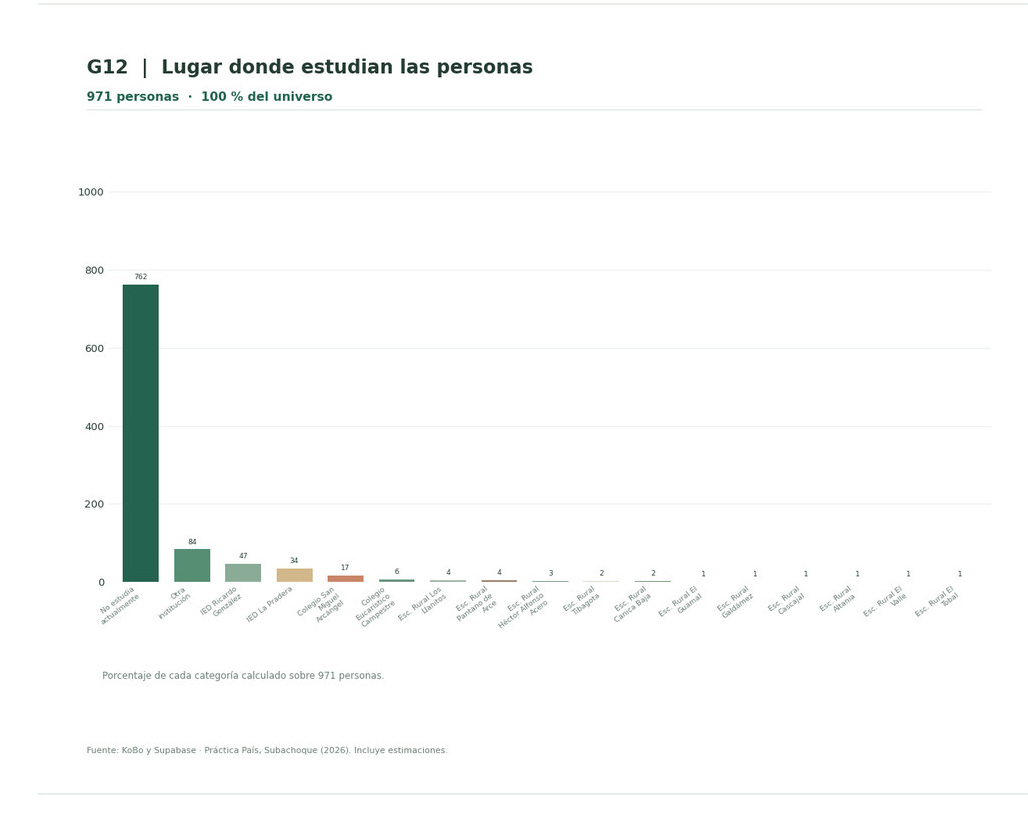 G12 | Lugar donde estudian las personas
971 personas · 100 % del universo
1000
800
600
400
200
0
762
84
47
34
17
6
4
4
3
2
2
1
1
1
1
1
1
No estudia
actualmente
Otra
institución
IED Ricardo
González
IED La Pradera
Colegio San
Miguel
Arcángel
Colegio
Eucarístico
Campestre
Esc. Rural Los
Llanitos
Esc. Rural
Pantano de
Arce
Esc. Rural
Héctor Alfonso
Acero
Esc. Rural
Tibagota
Esc. Rural
Canica Baja
Esc. Rural El
Guamal
Esc. Rural
Galdámez
Esc. Rural
Cascajal
Esc. Rural
Altania
Esc. Rural El
Valle
Esc. Rural El
Tobal
Porcentaje de cada categoría calculado sobre 971 personas.
Fuente: KoBo y Supabase · Práctica País, Subachoque (2026). Incluye estimaciones.